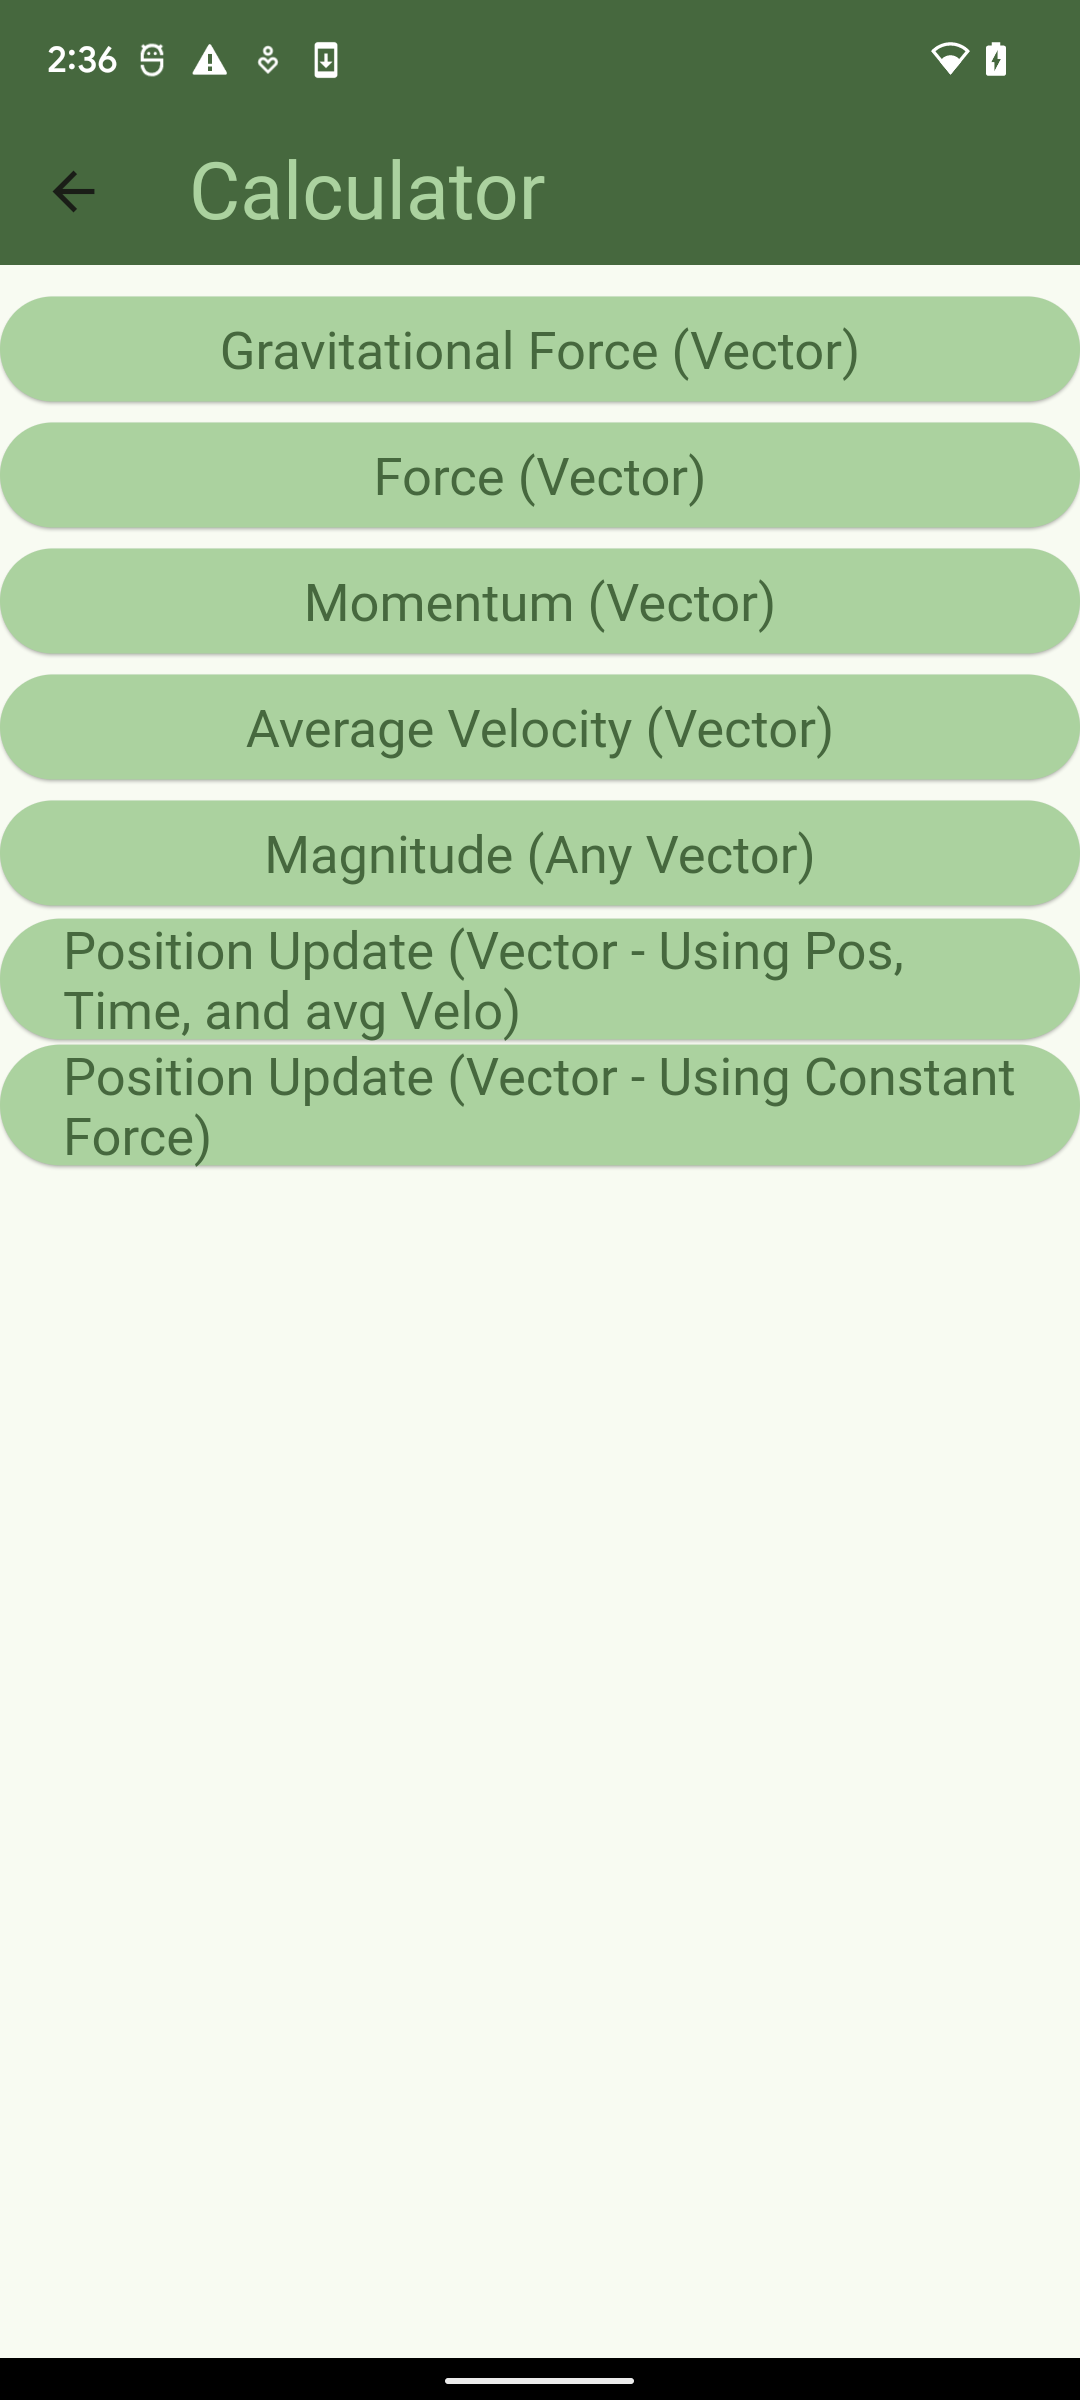 2:36
Calculator
Gravitational Force (Vector)
Force (Vector)
Momentum (Vector)
Average Velocity (Vector)
Magnitude (Any Vector)
Position Update (Vector - Using Pos,
Time, and avg Velo)
Position Update (Vector - Using Constant
Force)